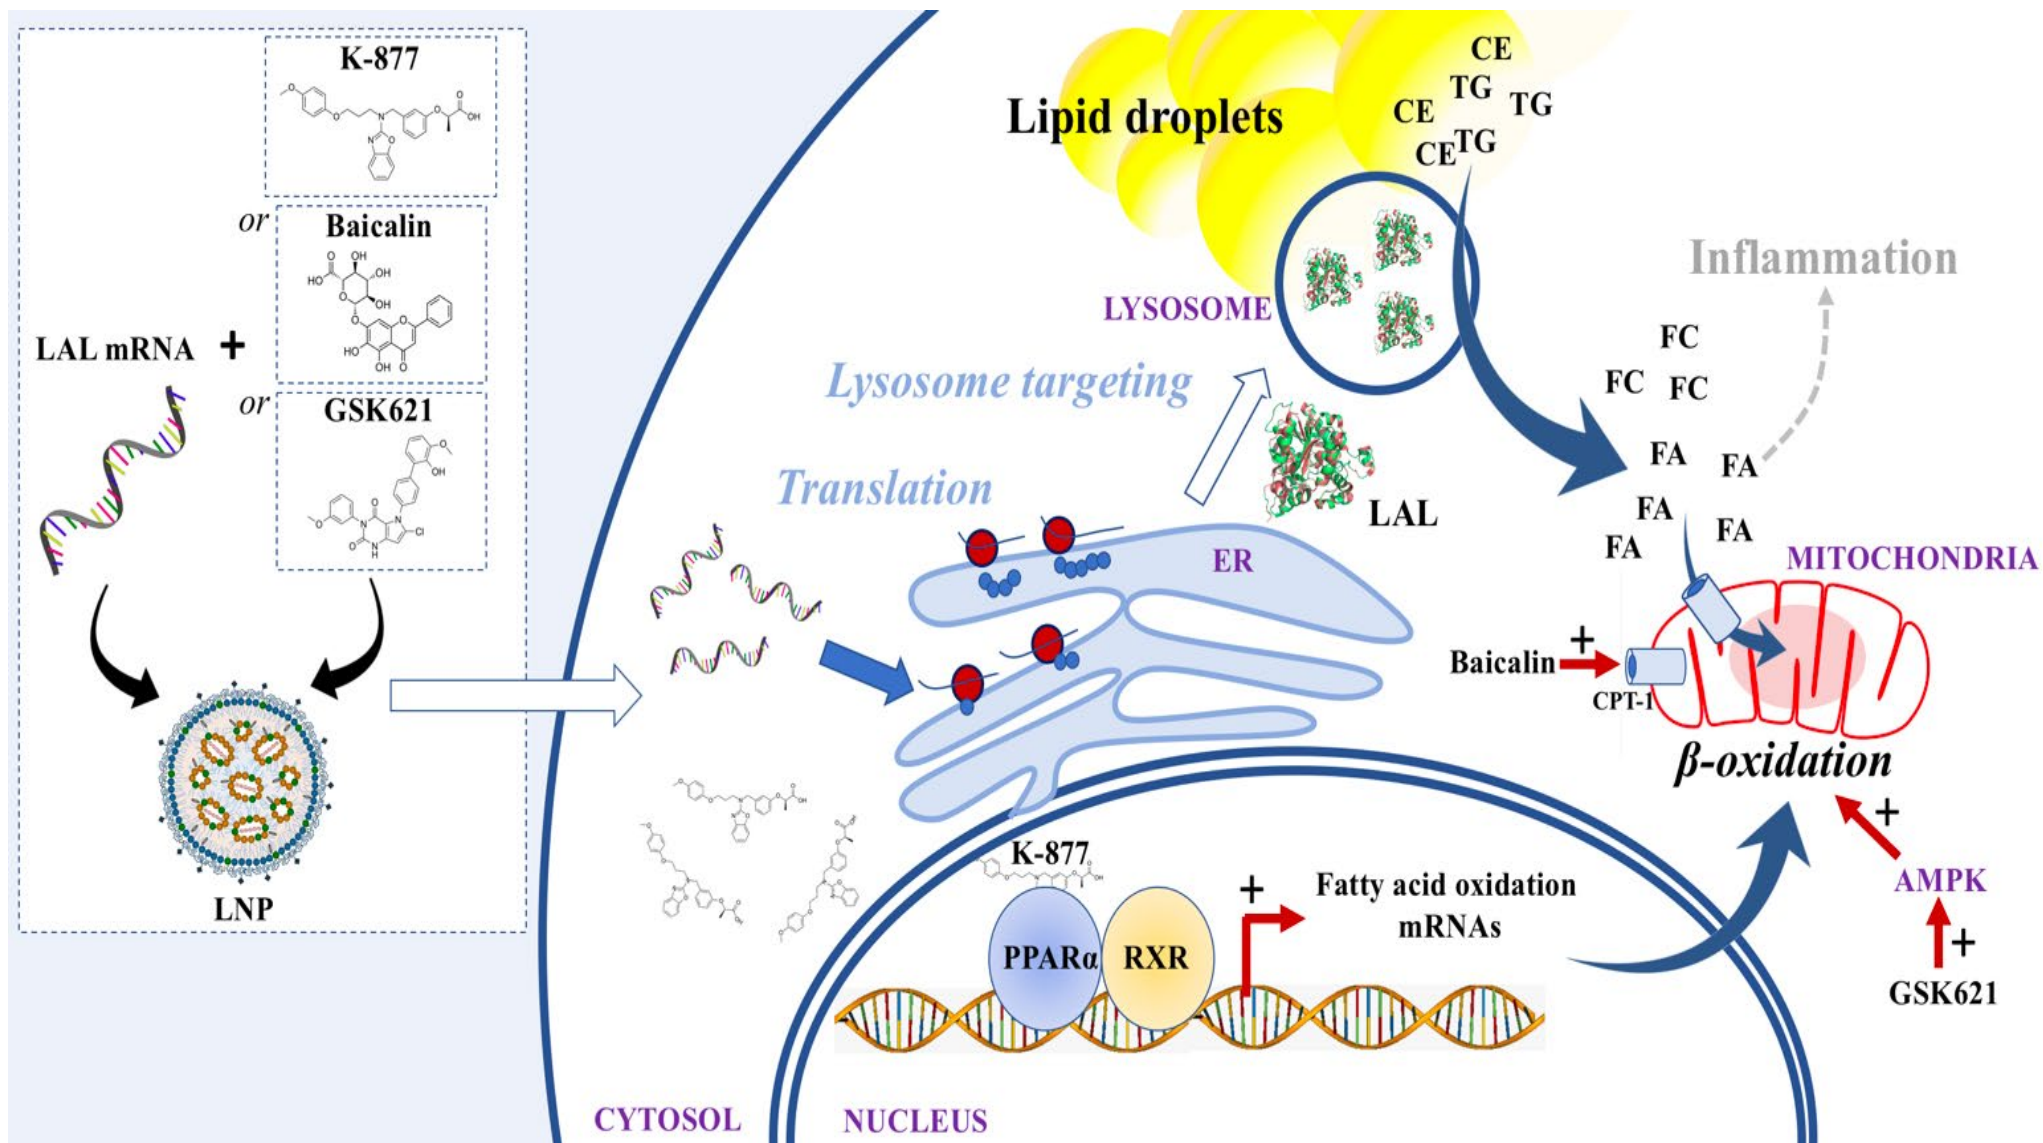 K-877
or
Baicalin
LAL mRNA +
or
GSK621
LNP
Lipid droplets
CE
TG
CE
TG
CE
TG
LYSOSOME
Lysosome targeting
Translation
LAL
ER
Inflammation
FC
FC
FC
FA
FA
FA
FA
FA
MITOCHONDRIA
+
Baicalin
CPT-1
β-oxidation
+
AMPK
+
GSK621
K-877
PPARα
RXR
+
Fatty acid oxidation
mRNAs
CYTOSOL
NUCLEUS